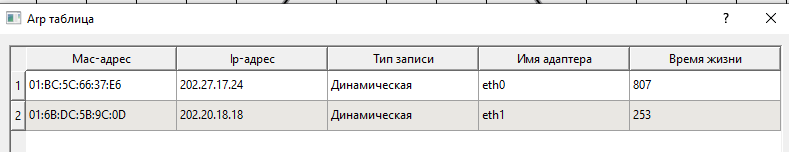 Arp таблица
Mac-адрес Ip-адрес Тип записи Имя адаптера Время жизни
1 01:BC:5C:66:37:E6 202.27.17.24 Динамическая eth0 807
2 01:6B:DC:5B:9C:0D 202.20.18.18 Динамическая eth1 253